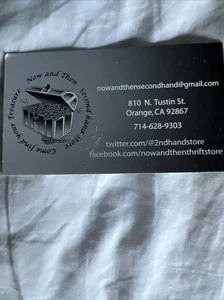 Now and Then
Second hand Store
Come find your Treasure
nowandthensecondhand@gmail.com
810 N. Tustin St.
Orange, CA 92867
714-628-9303
twitter.com/@2ndhandstore
facebook.com/nowandthenthriftstore